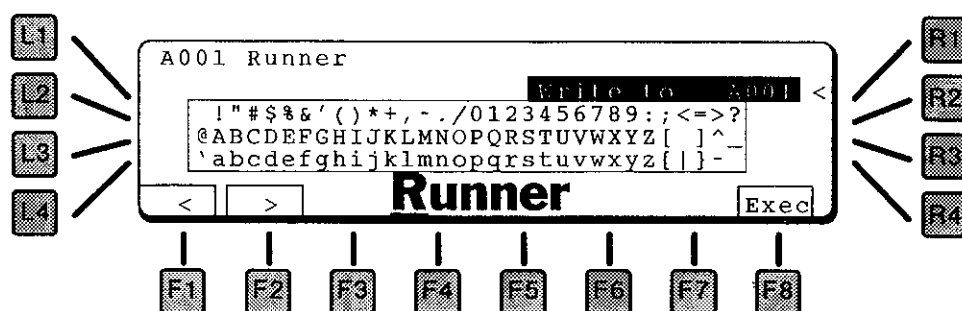 L1
L2
L3
L4
A001 Runner
Write to A001 <
!"#$%&'()*+,-./0123456789:;<=>?
@ABCDEFGHIJKLMNOPQRSTUVWXYZ[ ]^_
`abcdefghijklmnopqrstuvwxyz{|}-
< > Runner Exec
R1
R2
R3
R4
F1 F2 F3 F4 F5 F6 F7 F8